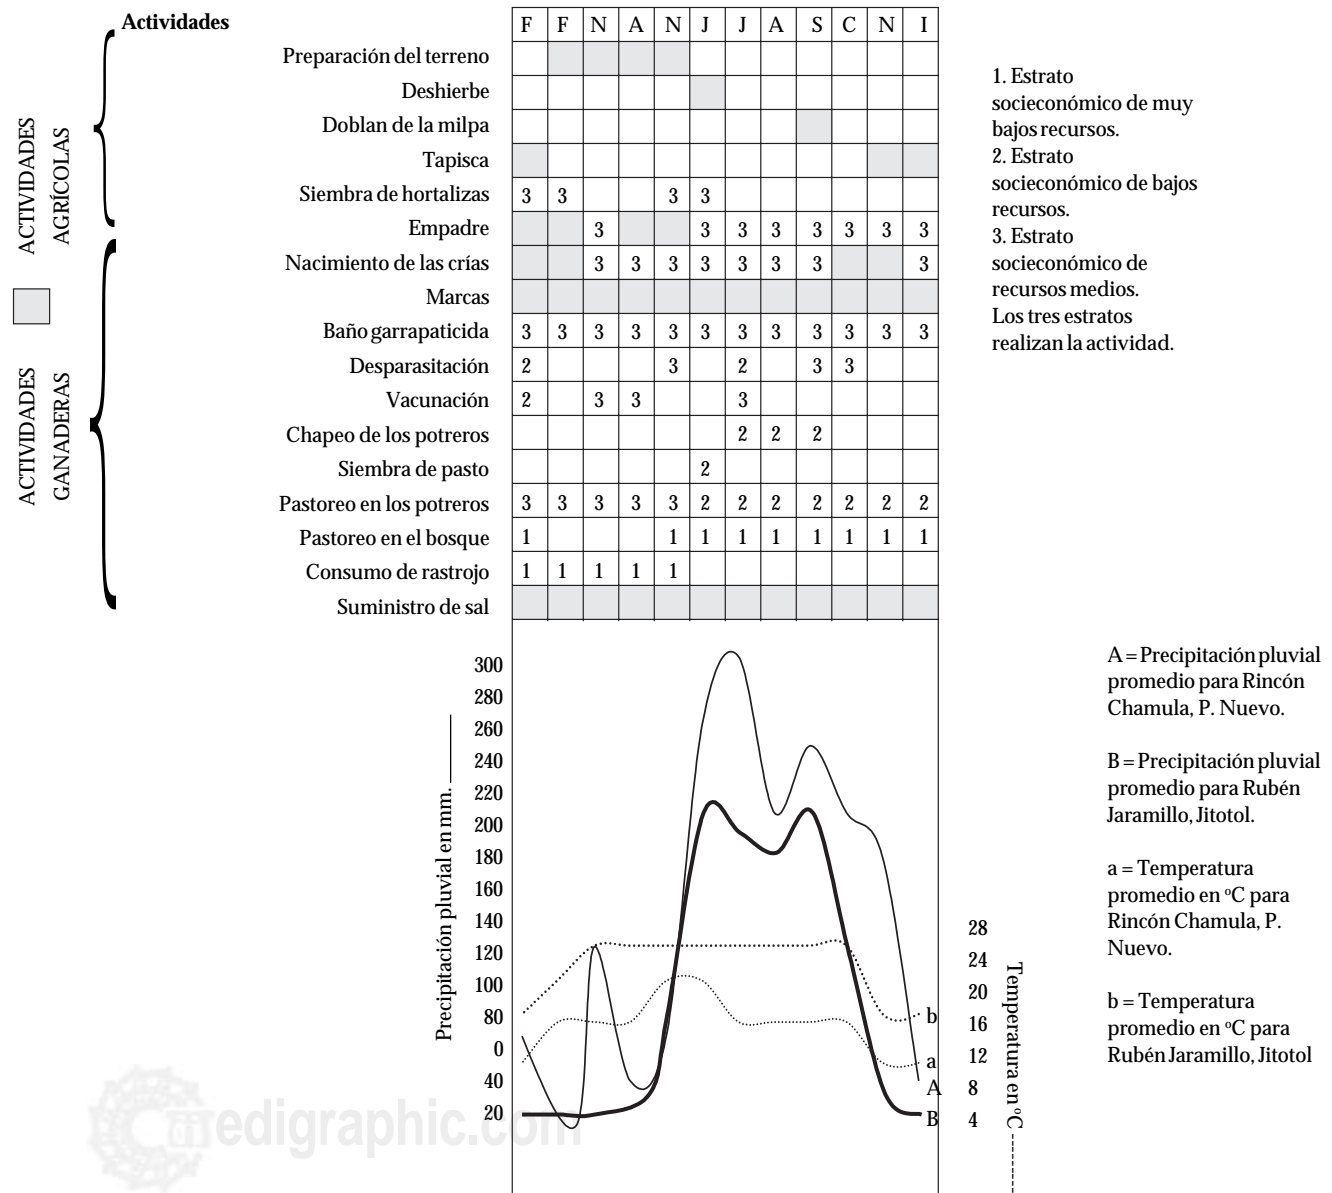 Actividades F F N A N J J A S C N I
Preparación del terreno
Deshierbe
Doblan de la milpa
Tapisca
Siembra de hortalizas 3 3 3 3
Empadre 3 3 3 3 3 3 3 3
Nacimiento de las crías 3 3 3 3 3 3 3 3
Marcas
Baño garrapaticida 3 3 3 3 3 3 3 3 3 3 3 3
Desparasitación 2 3 2 3 3
Vacunación 2 3 3 3
Chapeo de los potreros 2 2 2
Siembra de pasto 2
Pastoreo en los potreros 3 3 3 3 3 2 2 2 2 2 2 2
Pastoreo en el bosque 1 1 1 1 1 1 1 1 1
Consumo de rastrojo 1 1 1 1 1
Suministro de sal
ACTIVIDADES
AGRÍCOLAS
ACTIVIDADES
GANADERAS
1. Estrato
socieconómico de muy
bajos recursos.
2. Estrato
socieconómico de bajos
recursos.
3. Estrato
socieconómico de
recursos medios.
Los tres estratos
realizan la actividad.
Precipitación pluvial en mm.
300
280
260
240
220
200
180
160
140
120
100
80
0
40
20
b
a
A
B
28
24
20
16
12
8
4
Temperatura en ºC
A = Precipitación pluvial
promedio para Rincón
Chamula, P. Nuevo.
B = Precipitación pluvial
promedio para Rubén
Jaramillo, Jitotol.
a = Temperatura
promedio en ºC para
Rincón Chamula, P.
Nuevo.
b = Temperatura
promedio en ºC para
Rubén Jaramillo, Jitotol
medigraphic.com